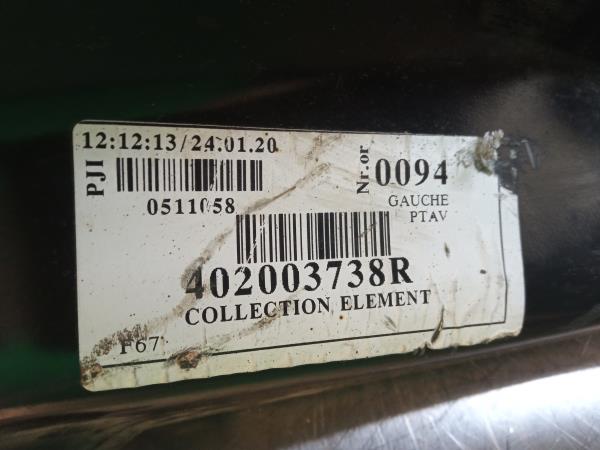 12:12:13/24.01.20
PJI
0511058
Nr.or
0094
GAUCHE
PTAV
402003738R
COLLECTION ELEMENT
F67